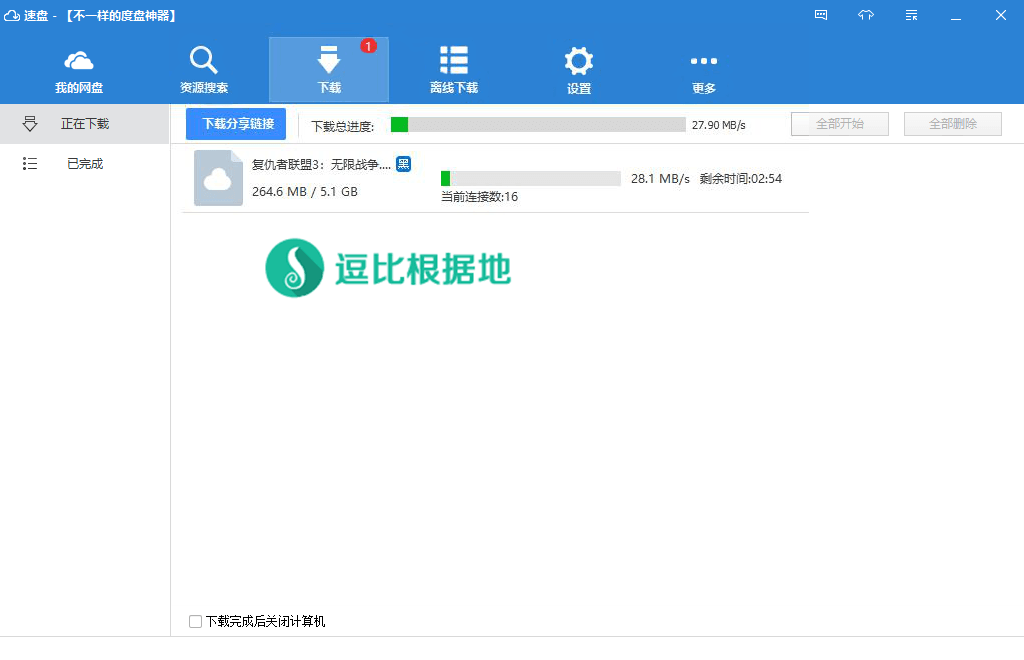 速盘 - 【不一样的度盘神器】
我的网盘
资源搜索
下载
1
离线下载
设置
更多
正在下载
已完成
下载分享链接
下载总进度:
27.90 MB/s
全部开始
全部删除
复仇者联盟3：无限战争....
黑
264.6 MB / 5.1 GB
28.1 MB/s 剩余时间:02:54
当前连接数:16
逗比根据地
下载完成后关闭计算机